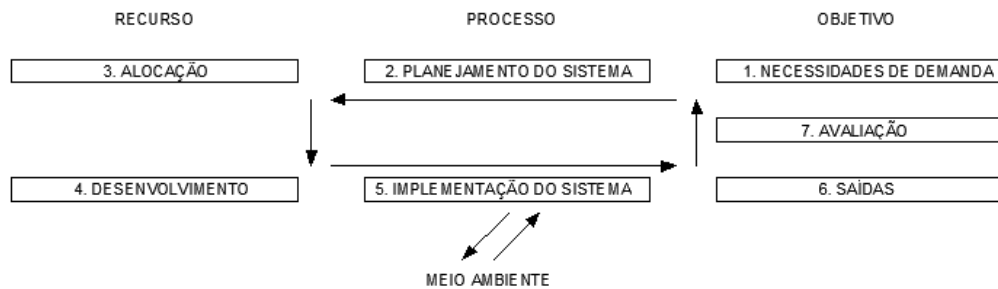 RECURSO
PROCESSO
OBJETIVO
3. ALOCAÇÃO
2. PLANEJAMENTO DO SISTEMA
1. NECESSIDADES DE DEMANDA
7. AVALIAÇÃO
4. DESENVOLVIMENTO
5. IMPLEMENTAÇÃO DO SISTEMA
6. SAÍDAS
MEIO AMBIENTE